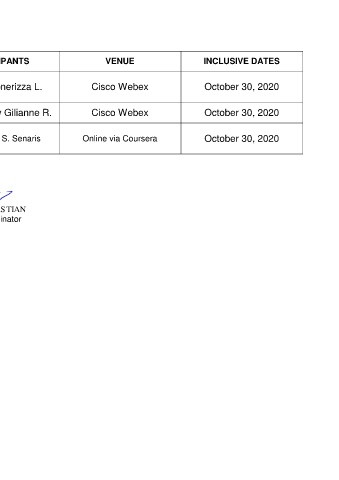 IPANTS VENUE INCLUSIVE DATES
nerizza L. Cisco Webex October 30, 2020
y Gilianne R. Cisco Webex October 30, 2020
S. Senaris Online via Coursera October 30, 2020
STIAN
inator